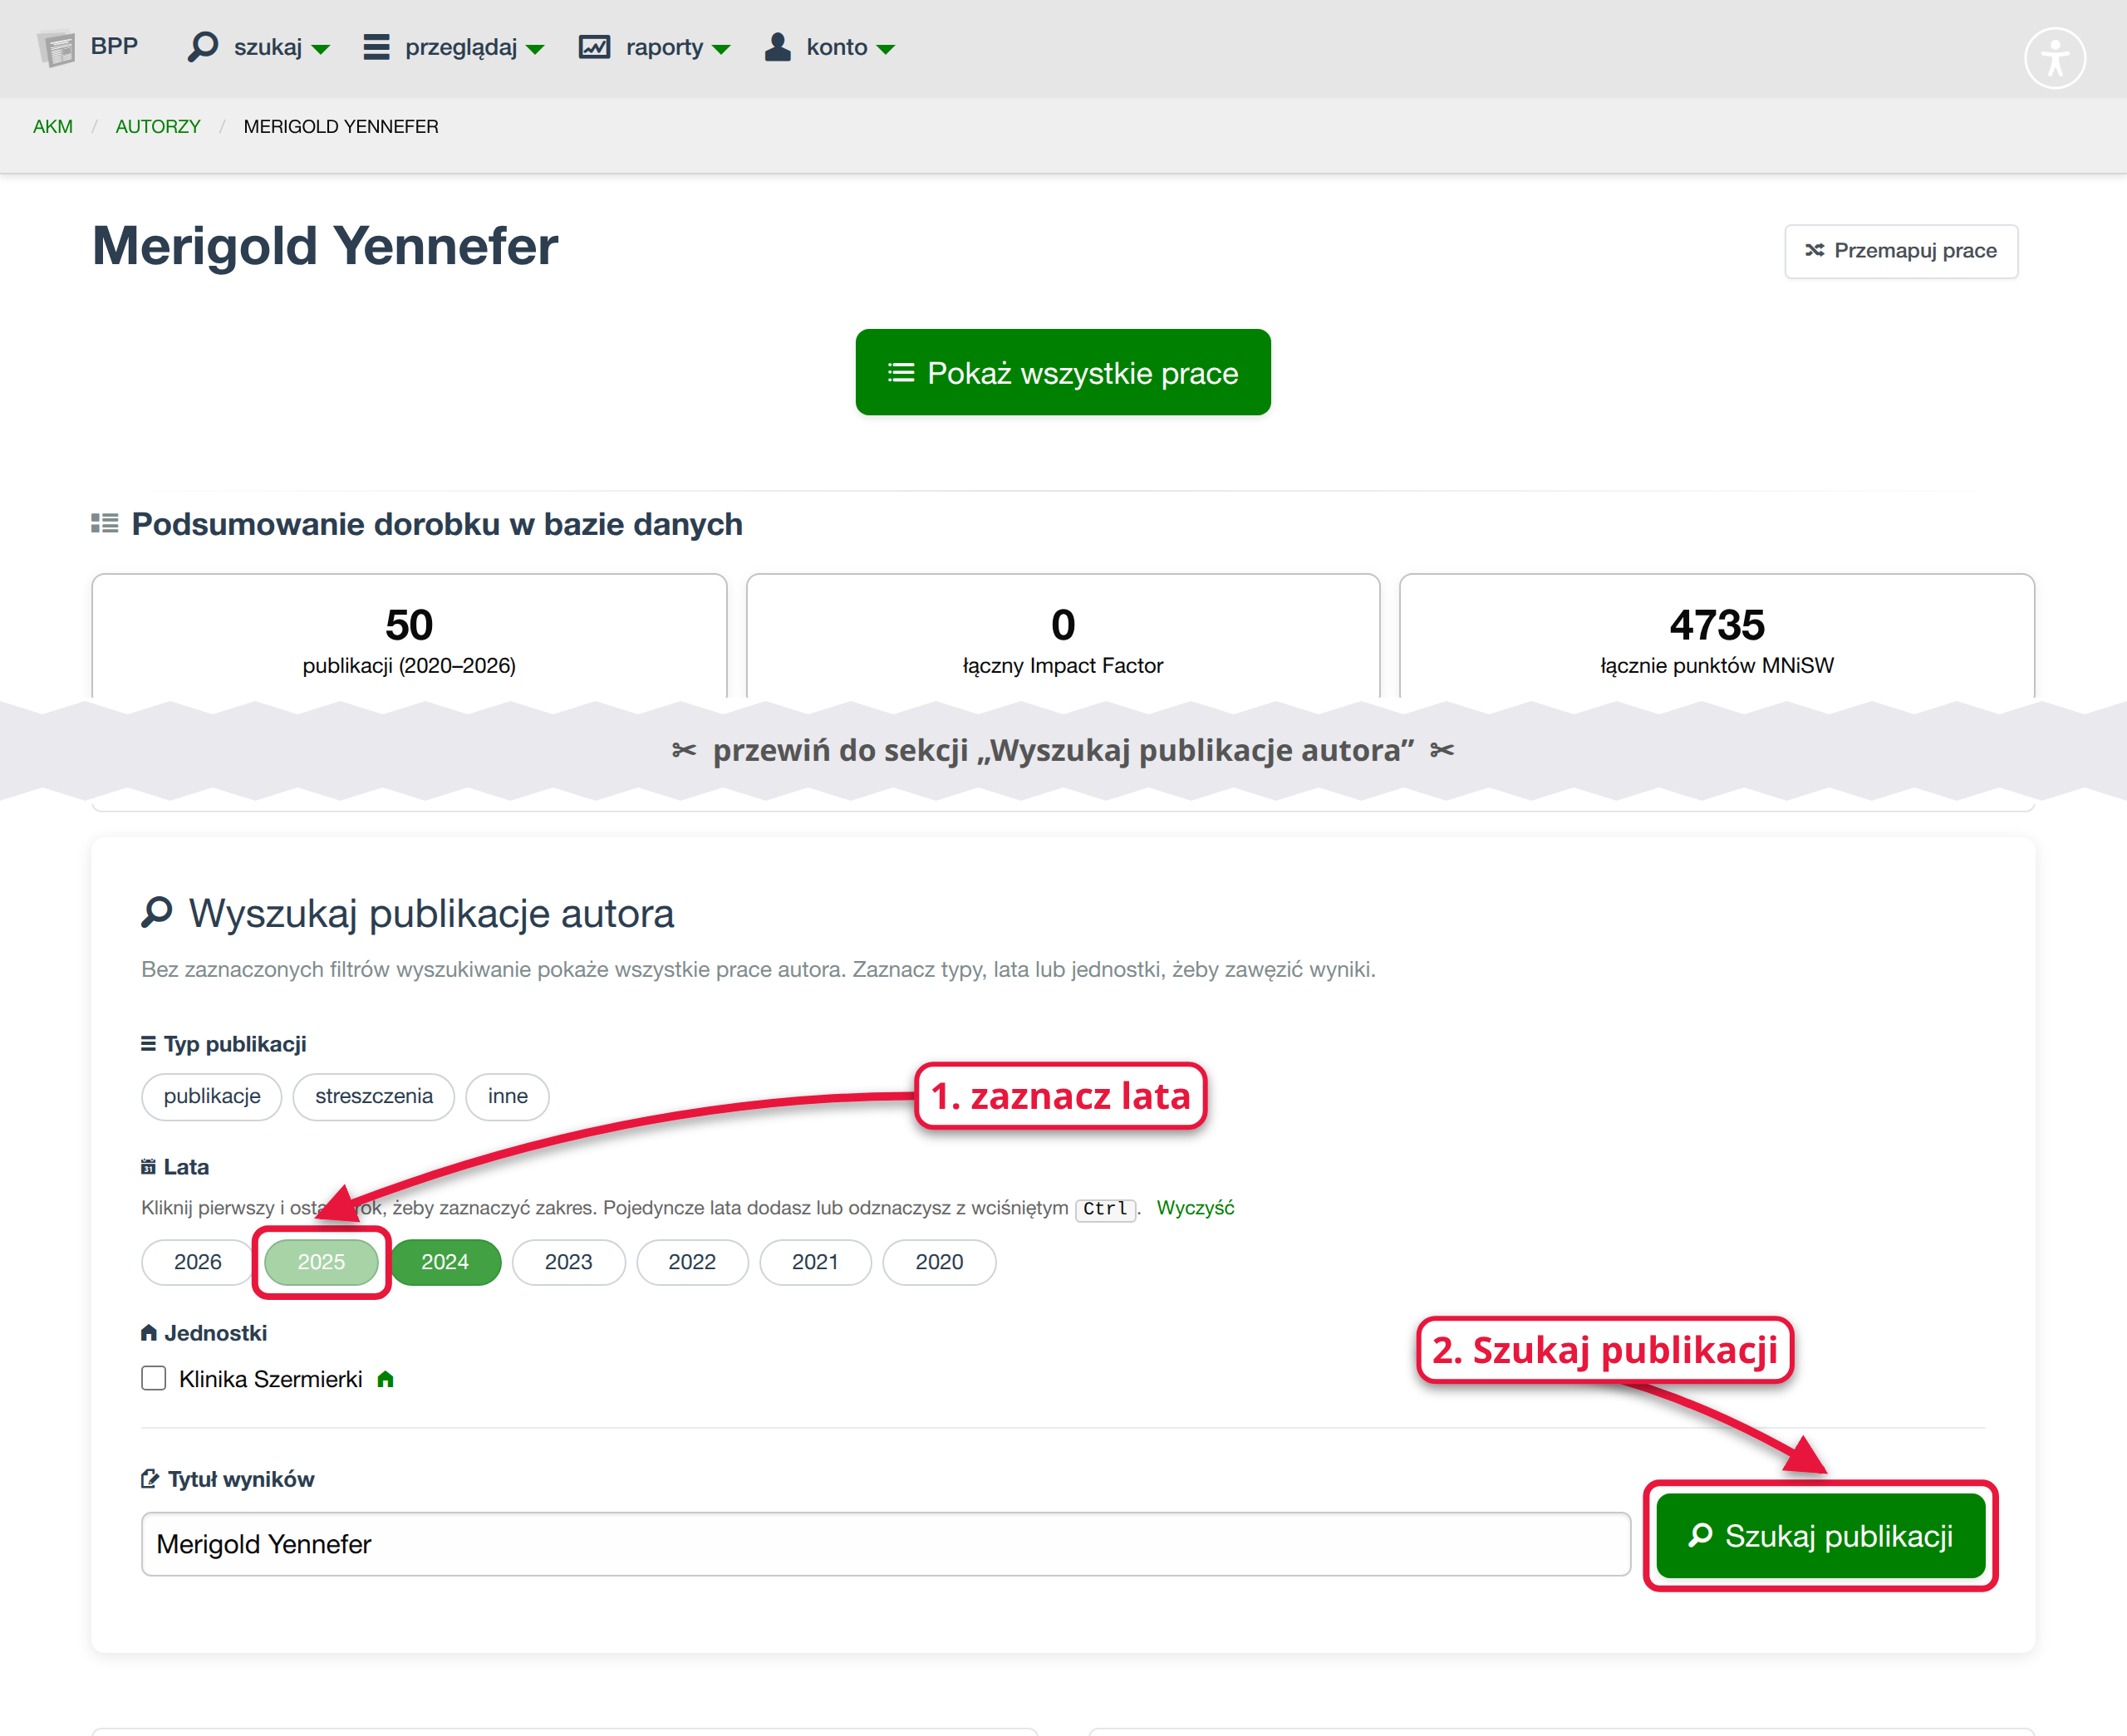 BPP szukaj przeglądaj raporty konto
AKM / AUTORZY / MERIGOLD YENNEFER
Merigold Yennefer
Przemapuj prace
Pokaż wszystkie prace
Podsumowanie dorobku w bazie danych
50
publikacji (2020–2026)
0
łączny Impact Factor
4735
łącznie punktów MNiSW
przewiń do sekcji „Wyszukaj publikacje autora”
Wyszukaj publikacje autora
Bez zaznaczonych filtrów wyszukiwanie pokaże wszystkie prace autora. Zaznacz typy, lata lub jednostki, żeby zawęzić wyniki.
Typ publikacji
publikacje streszczenia inne
1. zaznacz lata
Lata
Kliknij pierwszy i osta rok, żeby zaznaczyć zakres. Pojedyncze lata dodasz lub odznaczysz z wciśniętym Ctrl. Wyczyść
2026 2025 2024 2023 2022 2021 2020
Jednostki
Klinika Szermierki
2. Szukaj publikacji
Tytuł wyników
Merigold Yennefer
Szukaj publikacji